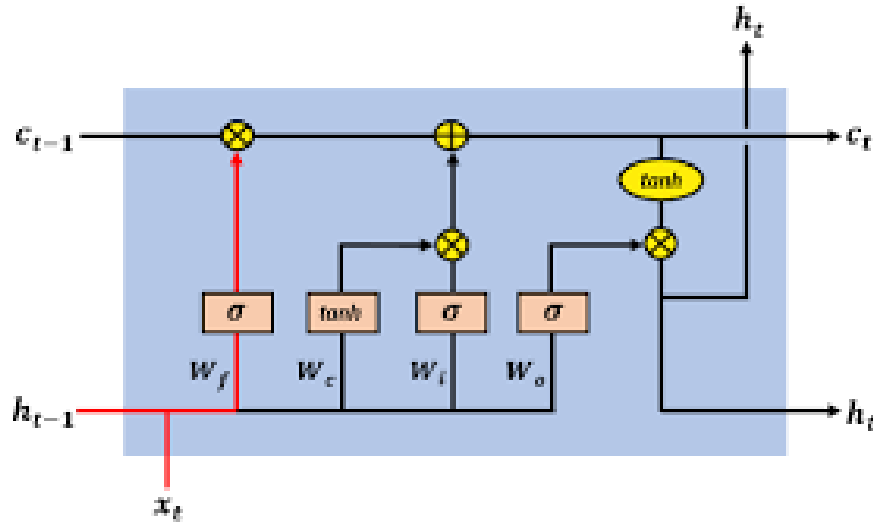 h_t
c_{t-1} c_t
tanh
σ tanh σ σ
W_f W_c W_i W_o
h_{t-1} h_t
x_t